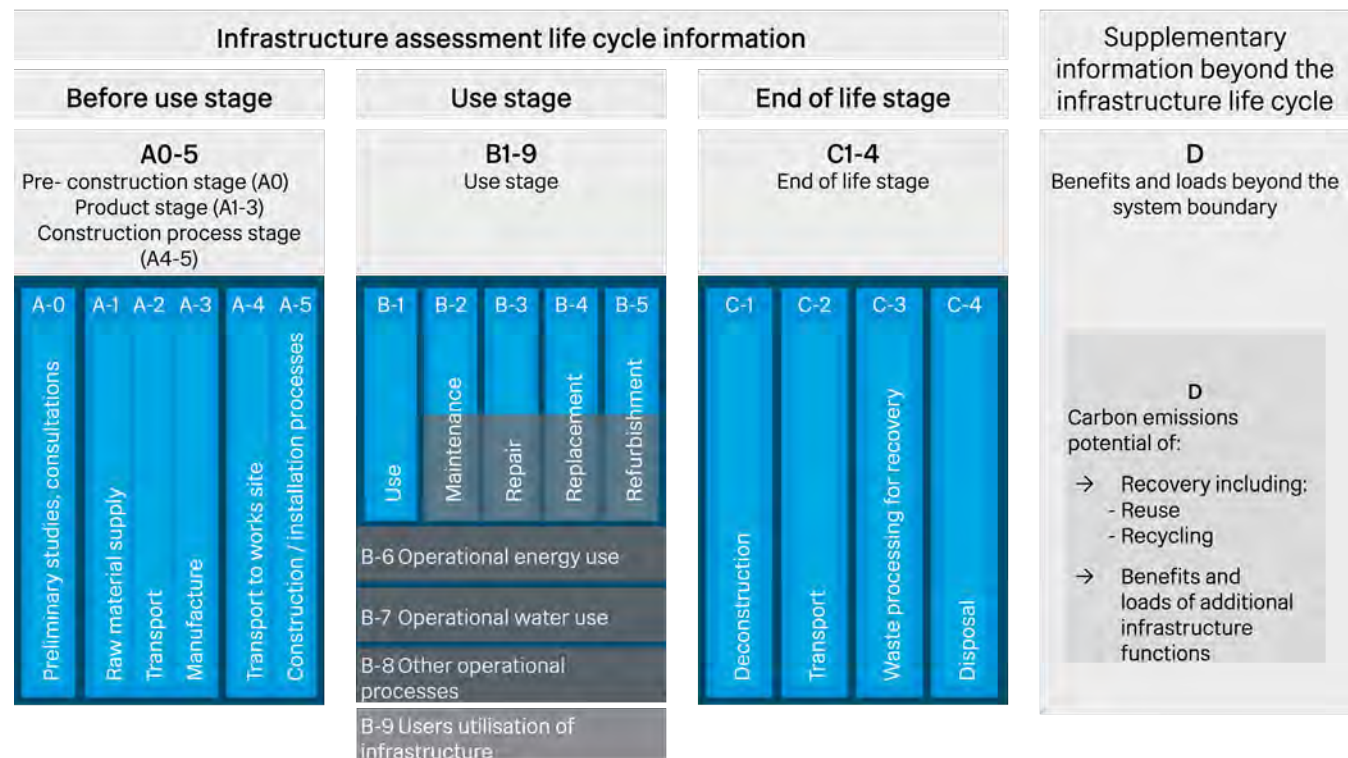 Infrastructure assessment life cycle information
Supplementary
information beyond the
infrastructure life cycle
Before use stage
Use stage
End of life stage
A0-5
Pre- construction stage (A0)
Product stage (A1-3)
Construction process stage
(A4-5)
B1-9
Use stage
C1-4
End of life stage
D
Benefits and loads beyond the
system boundary
A-0
Preliminary studies, consultations
A-1
Raw material supply
A-2
Transport
A-3
Manufacture
A-4
Transport to works site
A-5
Construction / installation processes
B-1
Use
B-2
Maintenance
B-3
Repair
B-4
Replacement
B-5
Refurbishment
B-6 Operational energy use
B-7 Operational water use
B-8 Other operational
processes
B-9 Users utilisation of
infrastructure
C-1
Deconstruction
C-2
Transport
C-3
Waste processing for recovery
C-4
Disposal
D
Carbon emissions
potential of:
→ Recovery including:
- Reuse
- Recycling
→ Benefits and
loads of additional
infrastructure
functions